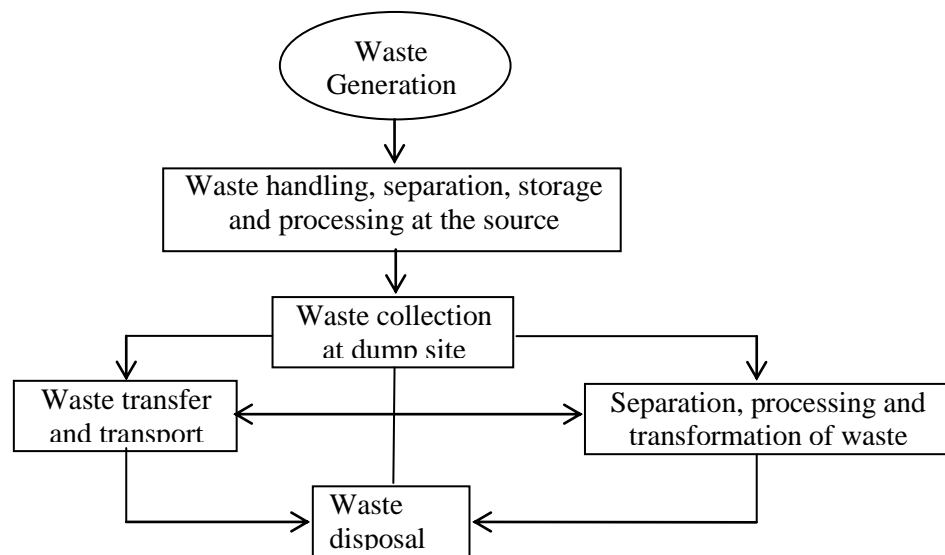 Waste
Generation
Waste handling, separation, storage
and processing at the source
Waste collection
at dump site
Waste transfer
and transport
Separation, processing and
transformation of waste
Waste
disposal